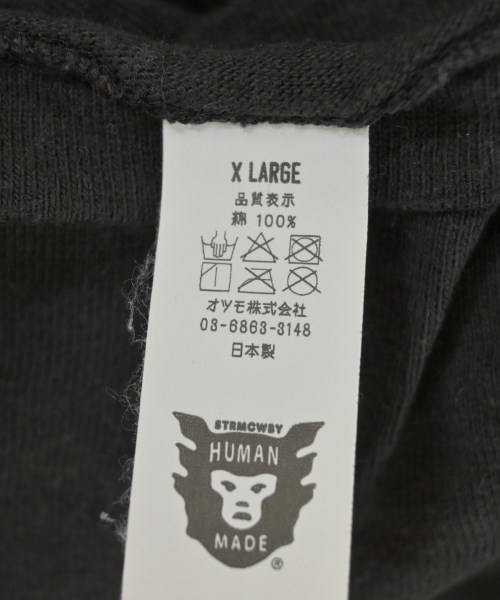 X LARGE
品質表示
綿 100%
オツモ株式会社
03-6863-3148
日本製
STRMCWBY
HUMAN
MADE
®